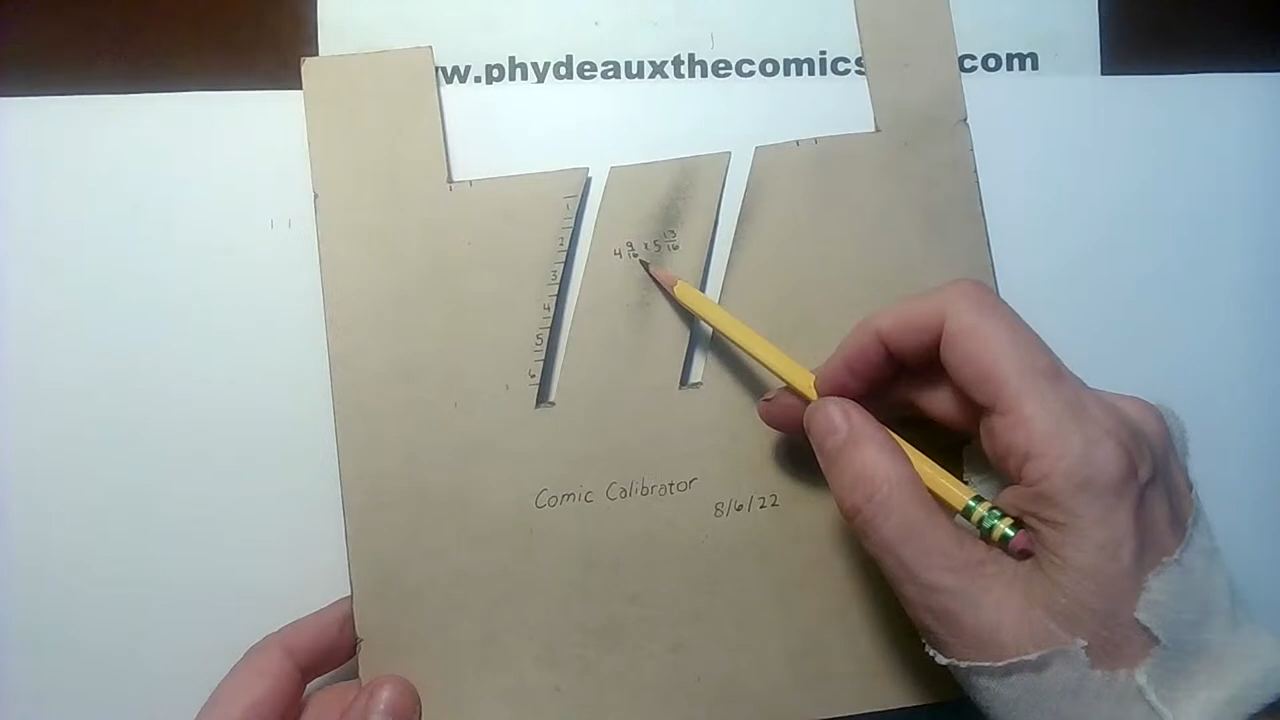 w.phydeauxthecomics com
1
2
3
4
5
6
4 9/16 x 5 13/16
Comic Calibrator
8/6/22